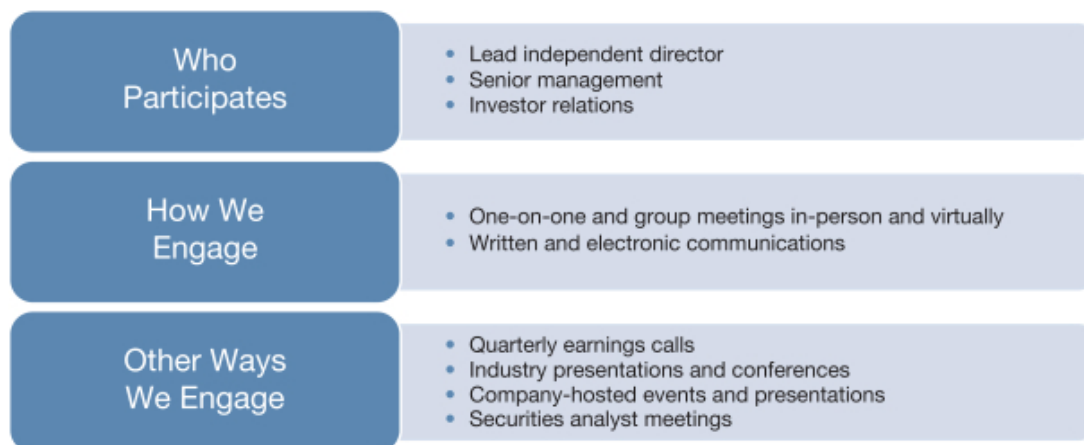 Who
Participates
• Lead independent director
• Senior management
• Investor relations
How We
Engage
• One-on-one and group meetings in-person and virtually
• Written and electronic communications
Other Ways
We Engage
• Quarterly earnings calls
• Industry presentations and conferences
• Company-hosted events and presentations
• Securities analyst meetings